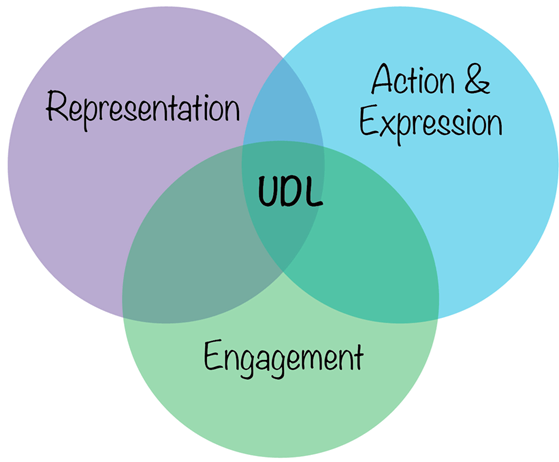 Representation
Action &
Expression
UDL
Engagement